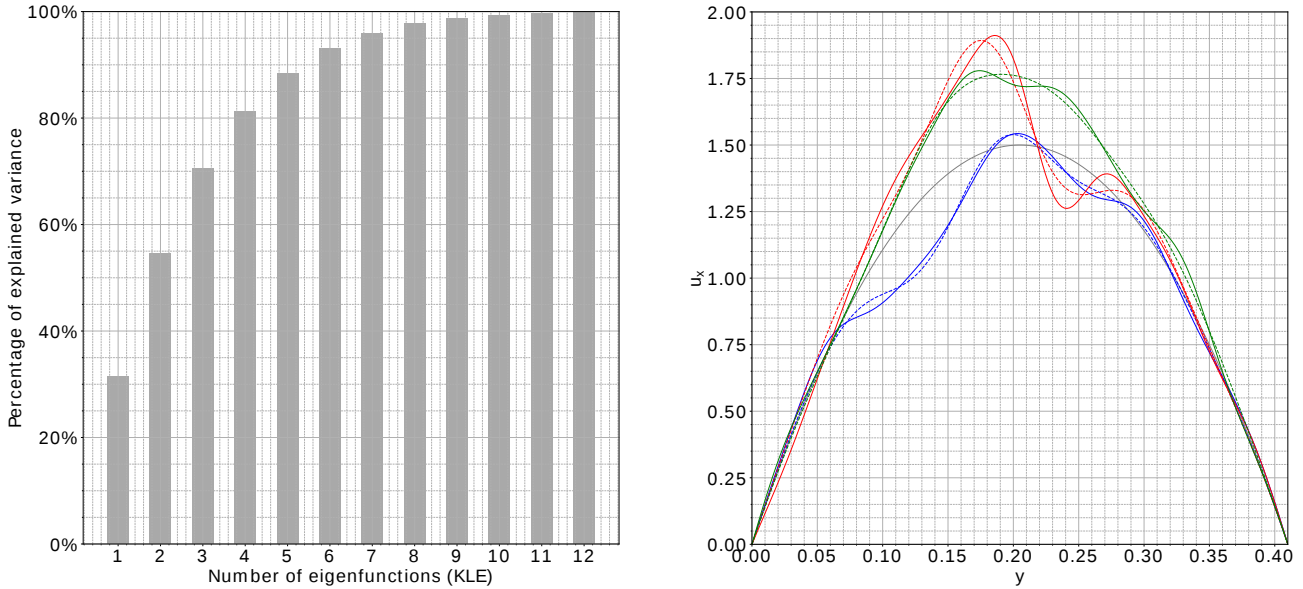 100%
80%
60%
40%
20%
0%
Percentage of explained variance
1 2 3 4 5 6 7 8 9 10 11 12
Number of eigenfunctions (KLE)
2.00
1.75
1.50
1.25
1.00
0.75
0.50
0.25
0.00
uₓ
0.00 0.05 0.10 0.15 0.20 0.25 0.30 0.35 0.40
y